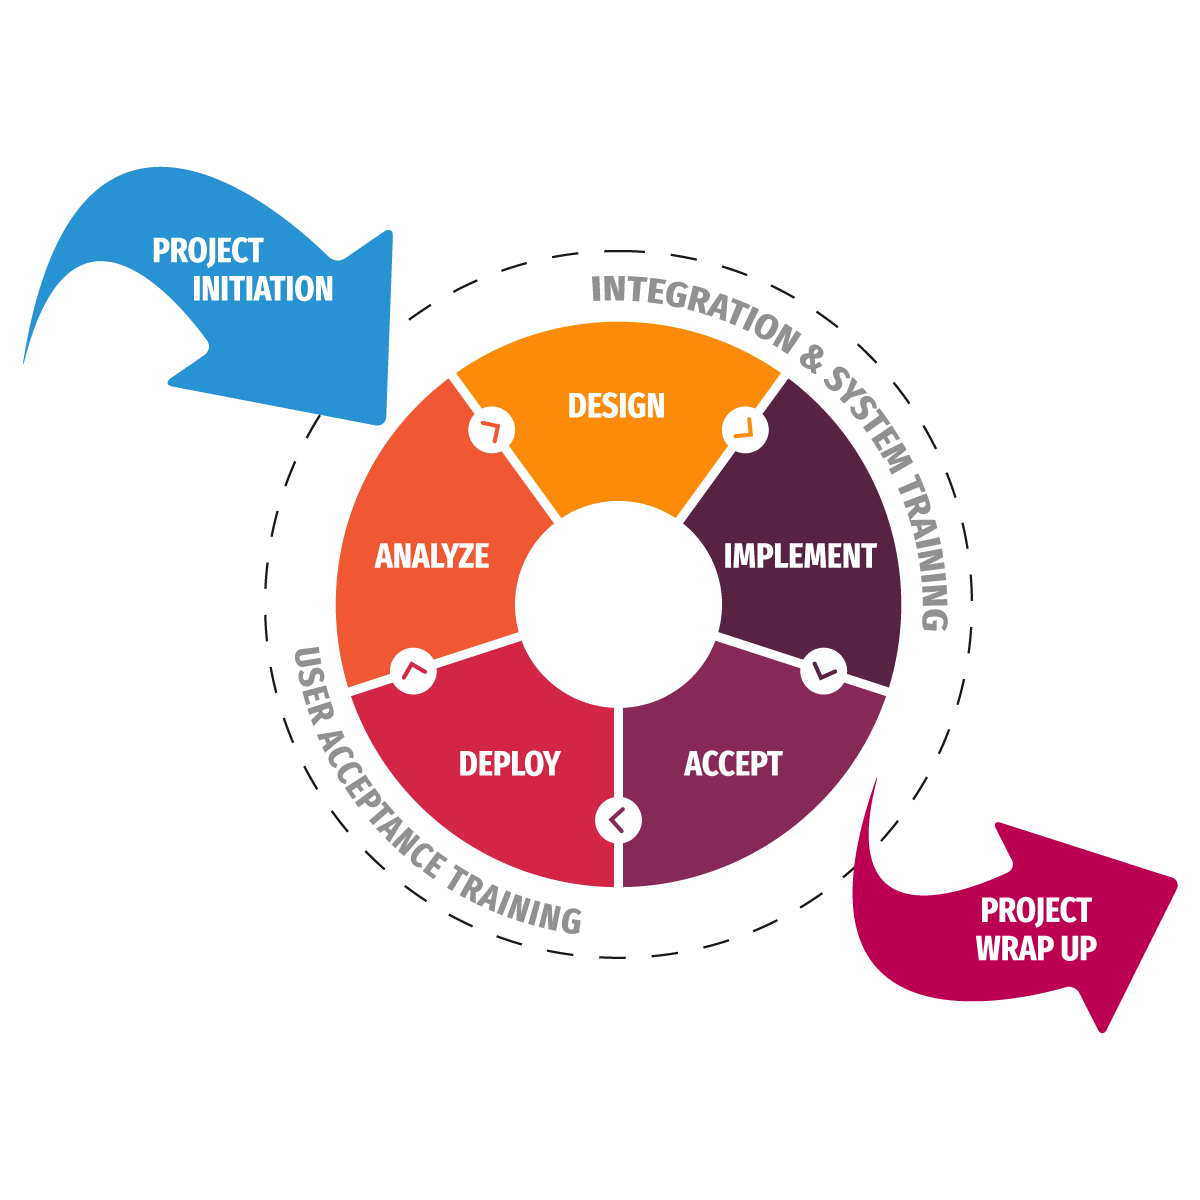 PROJECT
INITIATION
INTEGRATION & SYSTEM TRAINING
DESIGN
ANALYZE
IMPLEMENT
DEPLOY
ACCEPT
USER ACCEPTANCE TRAINING
PROJECT
WRAP UP